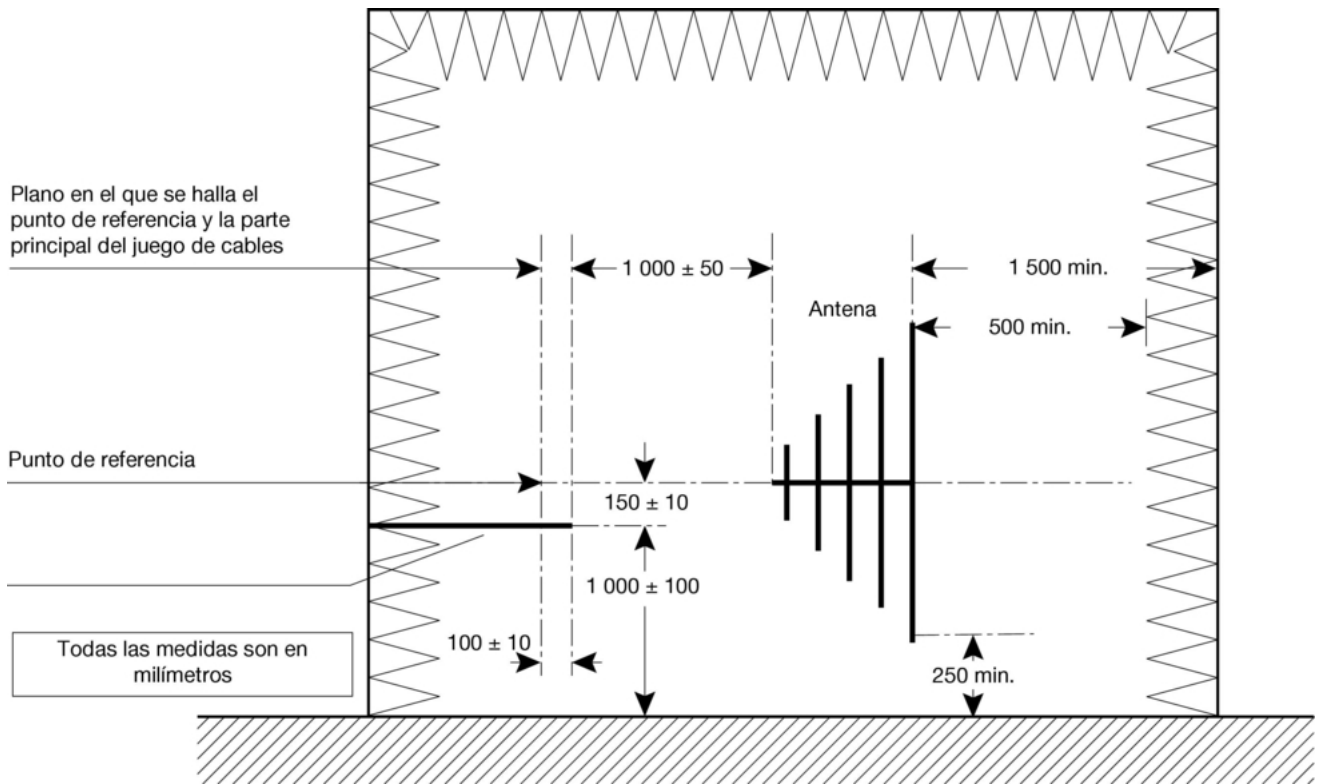 Plano en el que se halla el
punto de referencia y la parte
principal del juego de cables
1 000 ± 50
1 500 min.
Antena
500 min.
Punto de referencia
150 ± 10
1 000 ± 100
Todas las medidas son en
milímetros
100 ± 10
250 min.